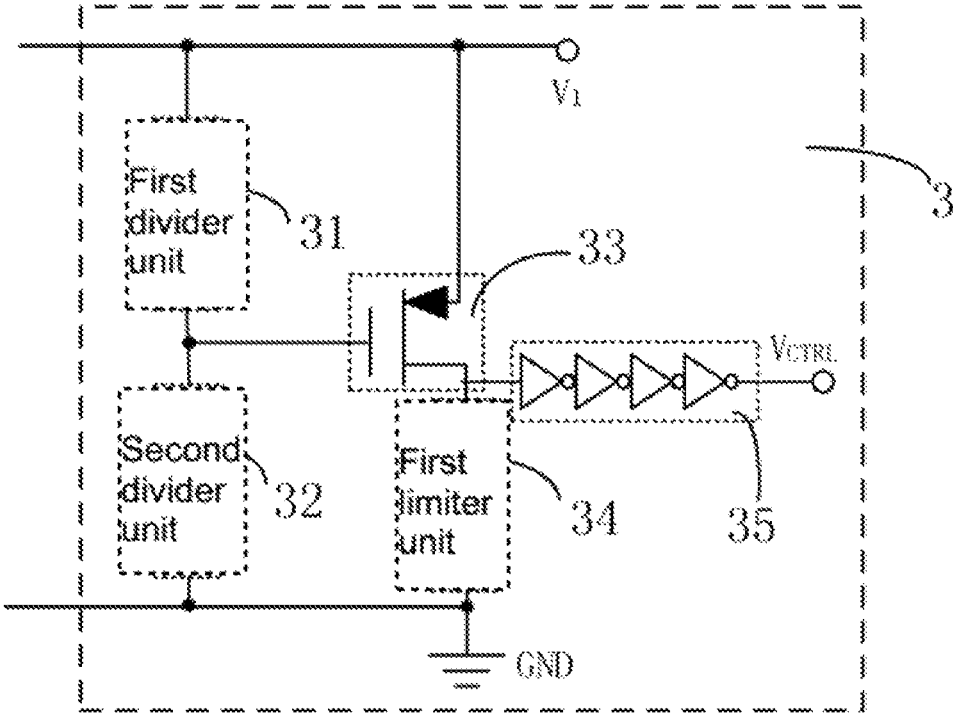 V1
First
divider
unit
31
3
33
VCTRL
Second
divider
unit
32
First
limiter
unit
34
35
GND